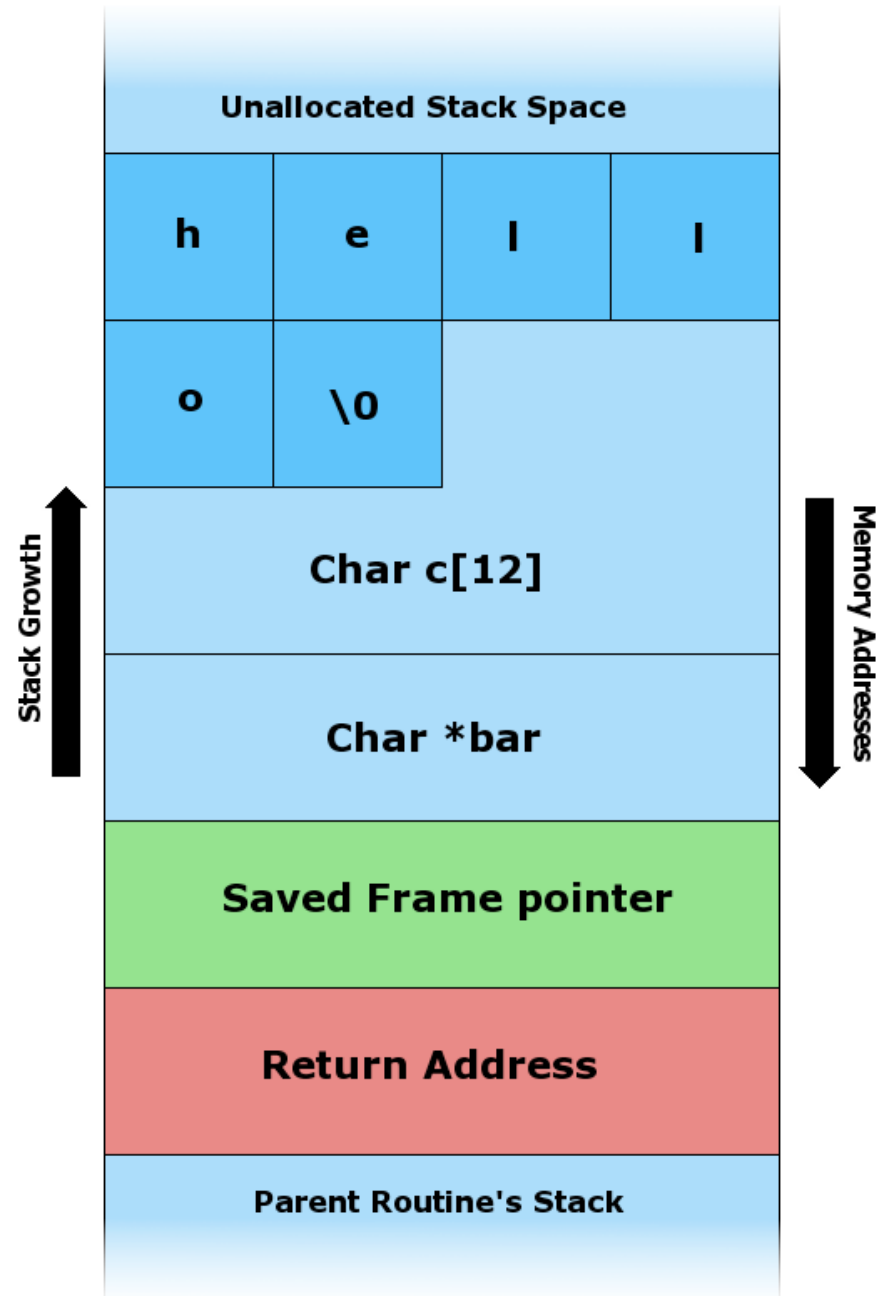 Unallocated Stack Space
h e l l
o \0
Char c[12]
Stack Growth
Memory Addresses
Char *bar
Saved Frame pointer
Return Address
Parent Routine's Stack